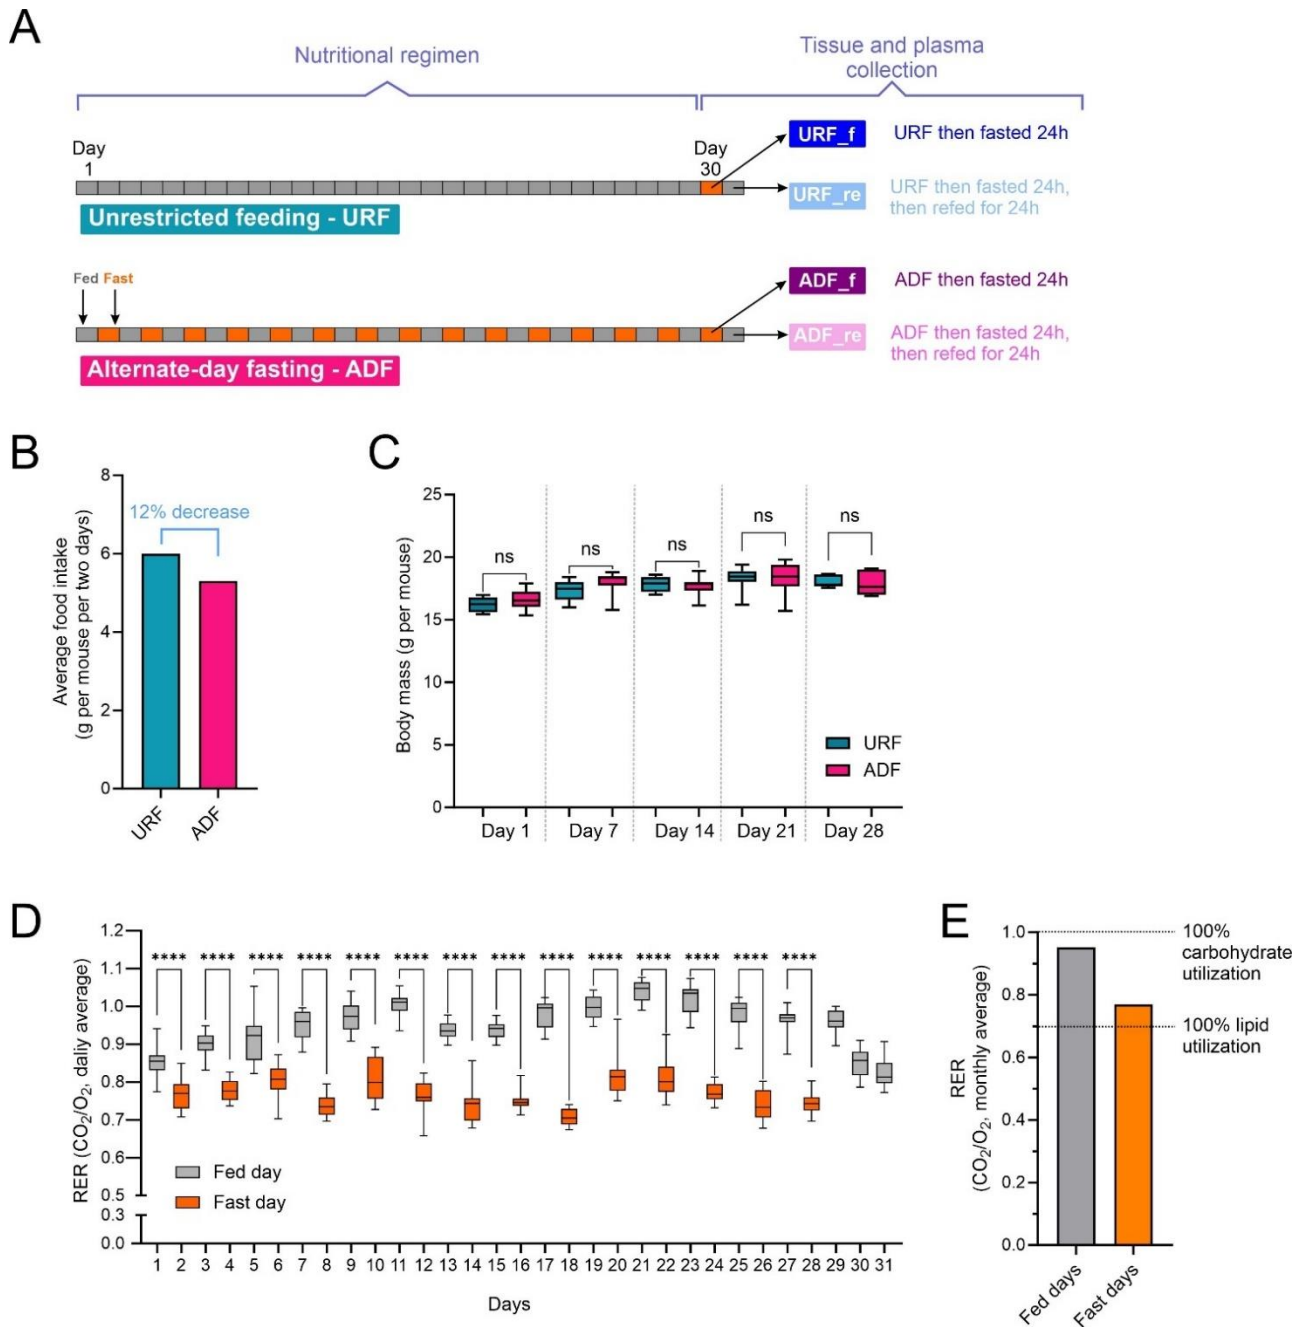 A
Nutritional regimen
Tissue and plasma
collection
Day
1
Day
30
URF_f
URF then fasted 24h
URF_re
URF then fasted 24h,
then refed for 24h
Unrestricted feeding - URF
Fed Fast
ADF_f
ADF then fasted 24h
ADF_re
ADF then fasted 24h,
then refed for 24h
Alternate-day fasting - ADF
B
Average food intake
(g per mouse per two days)
8
6
4
2
0
12% decrease
URF
ADF
C
Body mass (g per mouse)
25
20
15
10
5
0
ns
ns
ns
ns
ns
URF
ADF
Day 1
Day 7
Day 14
Day 21
Day 28
D
RER (CO₂/O₂, daliy average)
1.2
1.1
1.0
0.9
0.8
0.7
0.6
0.5
0.3
0.0
**** **** **** **** **** **** **** **** **** **** **** **** **** ****
Fed day
Fast day
1 2 3 4 5 6 7 8 9 10 11 12 13 14 15 16 17 18 19 20 21 22 23 24 25 26 27 28 29 30 31
Days
E
RER
(CO₂/O₂, monthly average)
1.0
0.8
0.6
0.4
0.2
0.0
100%
carbohydrate
utilization
100% lipid
utilization
Fed days
Fast days